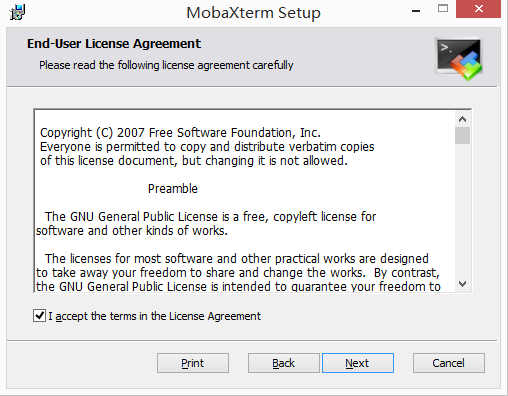 MobaXterm Setup
End-User License Agreement
Please read the following license agreement carefully
Copyright (C) 2007 Free Software Foundation, Inc.
Everyone is permitted to copy and distribute verbatim copies
of this license document, but changing it is not allowed.
Preamble
The GNU General Public License is a free, copyleft license for
software and other kinds of works.
The licenses for most software and other practical works are designed
to take away your freedom to share and change the works. By contrast,
the GNU General Public License is intended to guarantee your freedom to
I accept the terms in the License Agreement
Print Back Next Cancel